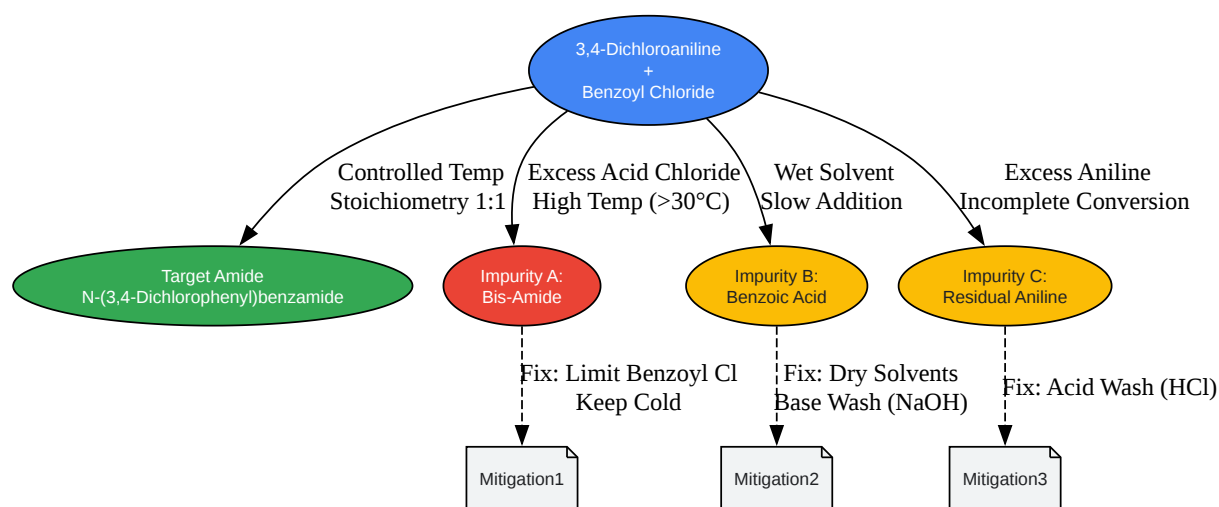 3,4-Dichloroaniline
+
Benzoyl Chloride
Controlled Temp
Stoichiometry 1:1
Excess Acid Chloride
High Temp (>30°C)
Wet Solvent
Slow Addition
Excess Aniline
Incomplete Conversion
Target Amide
N-(3,4-Dichlorophenyl)benzamide
Impurity A:
Bis-Amide
Impurity B:
Benzoic Acid
Impurity C:
Residual Aniline
Fix: Limit Benzoyl Cl
Keep Cold
Fix: Dry Solvents
Base Wash (NaOH)
Fix: Acid Wash (HCl)
Mitigation1
Mitigation2
Mitigation3